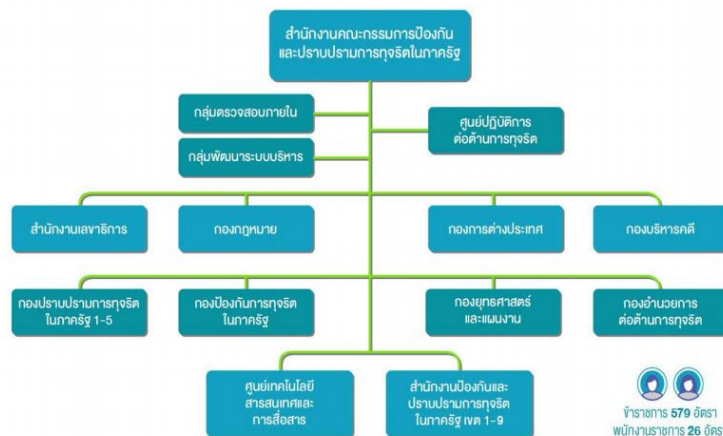 สำนักงานคณะกรรมการป้องกัน
และปราบปรามการทุจริตในภาครัฐ
กลุ่มตรวจสอบภายใน
ศูนย์ปฏิบัติการ
ต่อต้านการทุจริต
กลุ่มพัฒนาระบบบริหาร
สำนักงานเลขาธิการ
กองกฎหมาย
กองการต่างประเทศ
กองบริหารคดี
กองปราบปรามการทุจริต
ในภาครัฐ 1-5
กองป้องกันการทุจริต
ในภาครัฐ
กองยุทธศาสตร์
และแผนงาน
กองอำนวยการ
ต่อต้านการทุจริต
ศูนย์เทคโนโลยี
สารสนเทศและ
การสื่อสาร
สำนักงานป้องกันและ
ปราบปรามการทุจริต
ในภาครัฐ เขต 1-9
ข้าราชการ 579 อัตรา
พนักงานราชการ 26 อัตรา